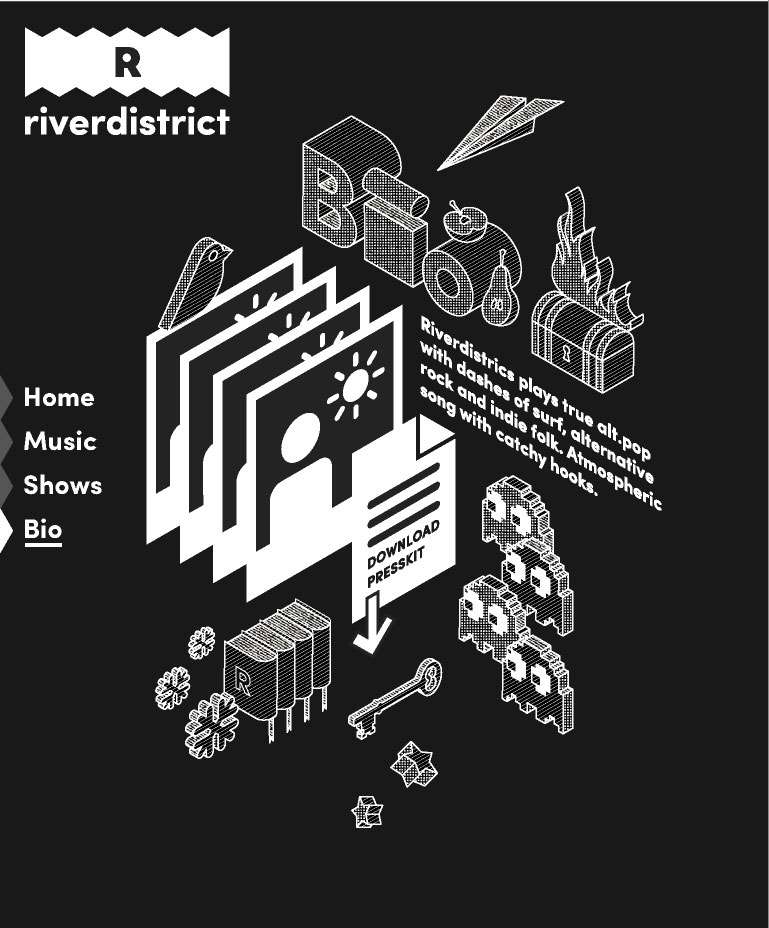 R
riverdistrict
Bio
Riverdistrics plays true alt.pop
with dashes of surf, alternative
rock and indie folk. Atmospheric
song with catchy hooks.
Home
Music
Shows
Bio
DOWNLOAD
PRESSKIT
R